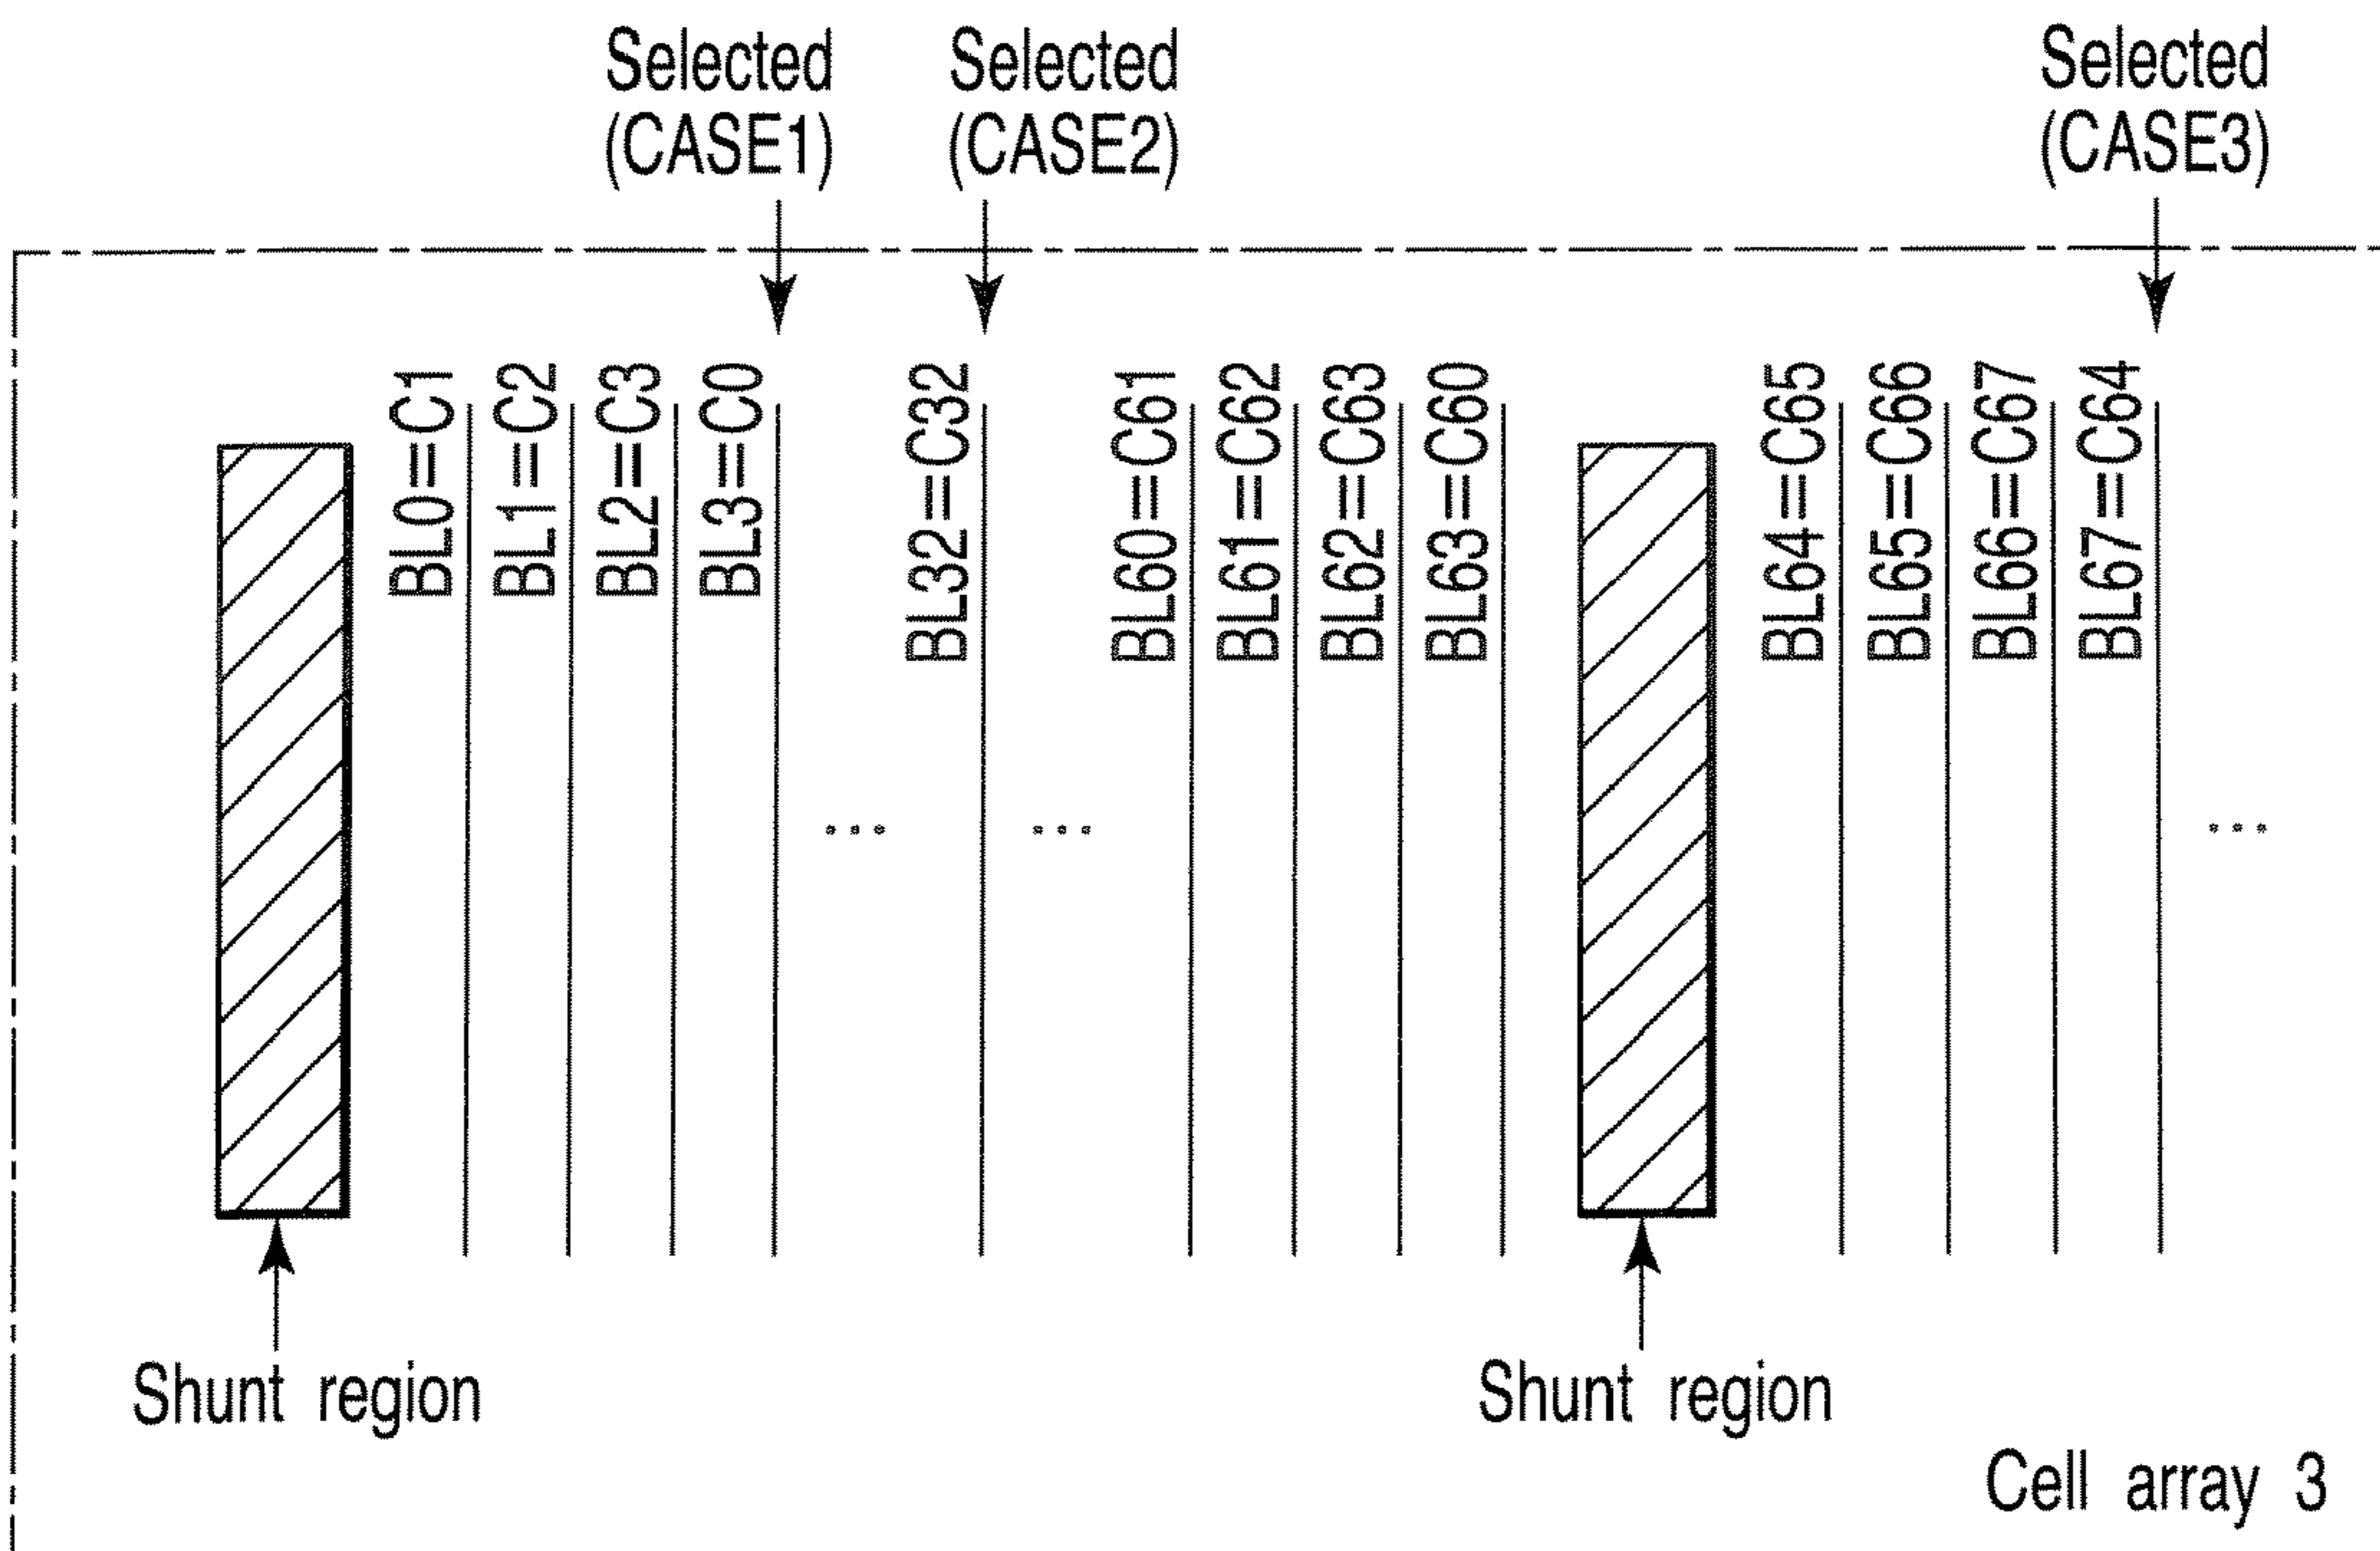 Selected
(CASE1)
Selected
(CASE2)
Selected
(CASE3)
BL0=C1
BL1=C2
BL2=C3
BL3=C0
BL32=C32
BL60=C61
BL61=C62
BL62=C63
BL63=C60
BL64=C65
BL65=C66
BL66=C67
BL67=C64
...
...
...
Shunt region
Shunt region
Cell array 3